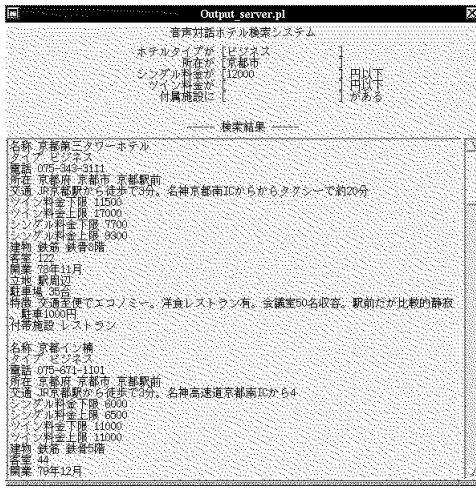 Output_server.pl
音声対話ホテル検索システム
ホテルタイプが [ビジネス ]
所在が [京都市 ]
シングル料金が [12000 ] 円以下
ツイン料金が [ ] 円以下
付属施設に [ ] がある
----- 検索結果 -----
名称 京都第三タワーホテル
タイプ ビジネス
電話 075-343-3111
所在 京都府 京都市 京都駅前
交通 JR京都駅から徒歩で3分。名神京都南ICからからタクシーで約20分
ツイン料金下限 11500
ツイン料金上限 17000
シングル料金下限 7700
シングル料金上限 9300
建物 鉄筋 鉄骨8階
客室 122
開業 78年11月
立地 駅周辺
駐車場 35台
特徴 交通至便でエコノミー。洋食レストラン有。会議室50名収容。駅前だが比較的静寂
。駐車1000円
付帯施設 レストラン
名称 京都イン楠
タイプ ビジネス
電話 075-671-1101
所在 京都府 京都市 京都駅前
交通 JR京都駅から徒歩で3分。名神高速道京都南ICから4
シングル料金下限 6000
シングル料金上限 6500
ツイン料金下限 11000
ツイン料金上限 11000
建物 鉄筋 鉄骨5階
客室 44
開業 79年12月